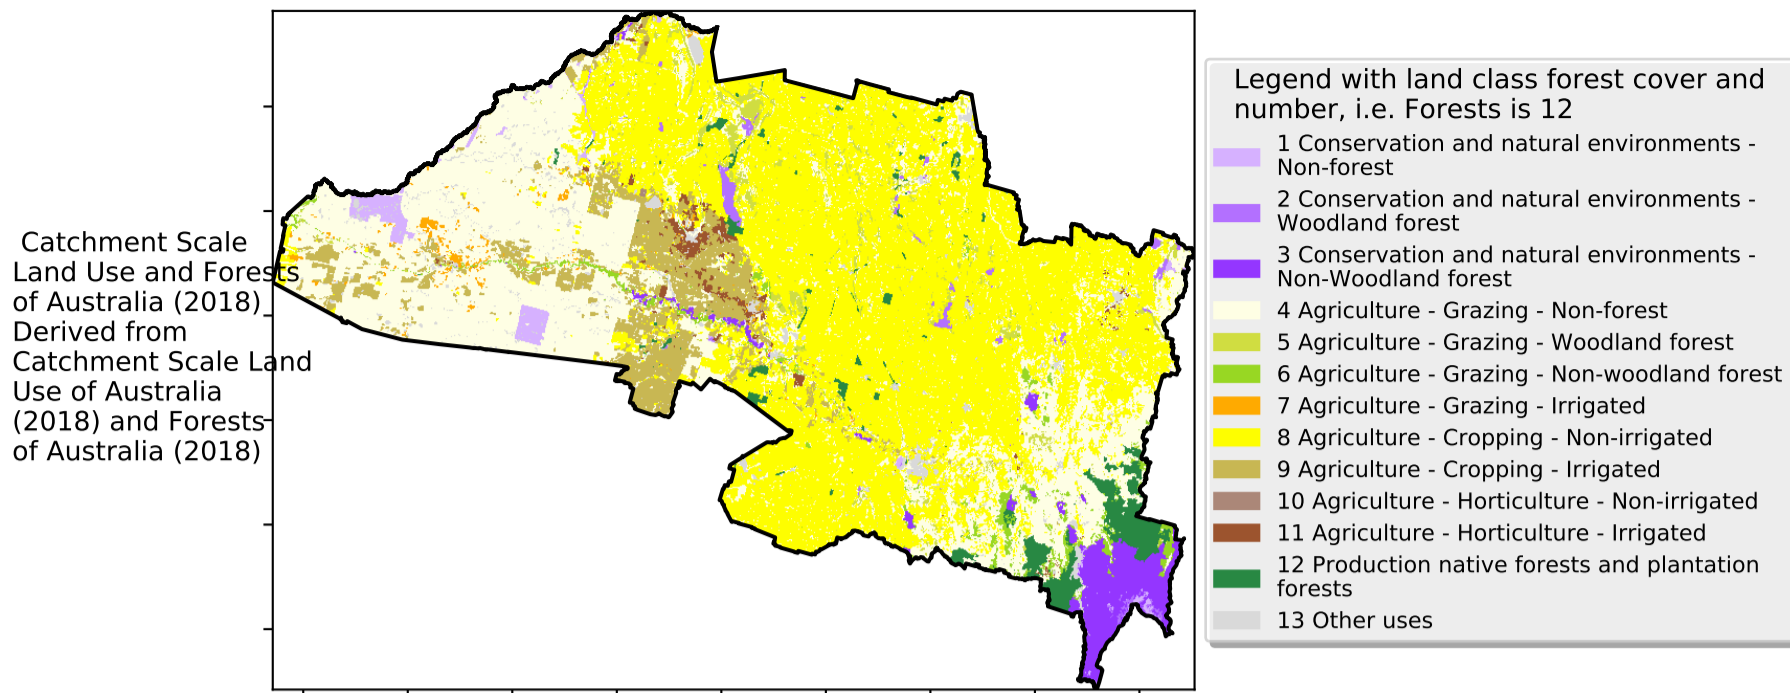 Catchment Scale
Land Use and Forests
of Australia (2018)
Derived from
Catchment Scale Land
Use of Australia
(2018) and Forests
of Australia (2018)
Legend with land class forest cover and
number, i.e. Forests is 12
1 Conservation and natural environments -
Non-forest
2 Conservation and natural environments -
Woodland forest
3 Conservation and natural environments -
Non-Woodland forest
4 Agriculture - Grazing - Non-forest
5 Agriculture - Grazing - Woodland forest
6 Agriculture - Grazing - Non-woodland forest
7 Agriculture - Grazing - Irrigated
8 Agriculture - Cropping - Non-irrigated
9 Agriculture - Cropping - Irrigated
10 Agriculture - Horticulture - Non-irrigated
11 Agriculture - Horticulture - Irrigated
12 Production native forests and plantation
forests
13 Other uses